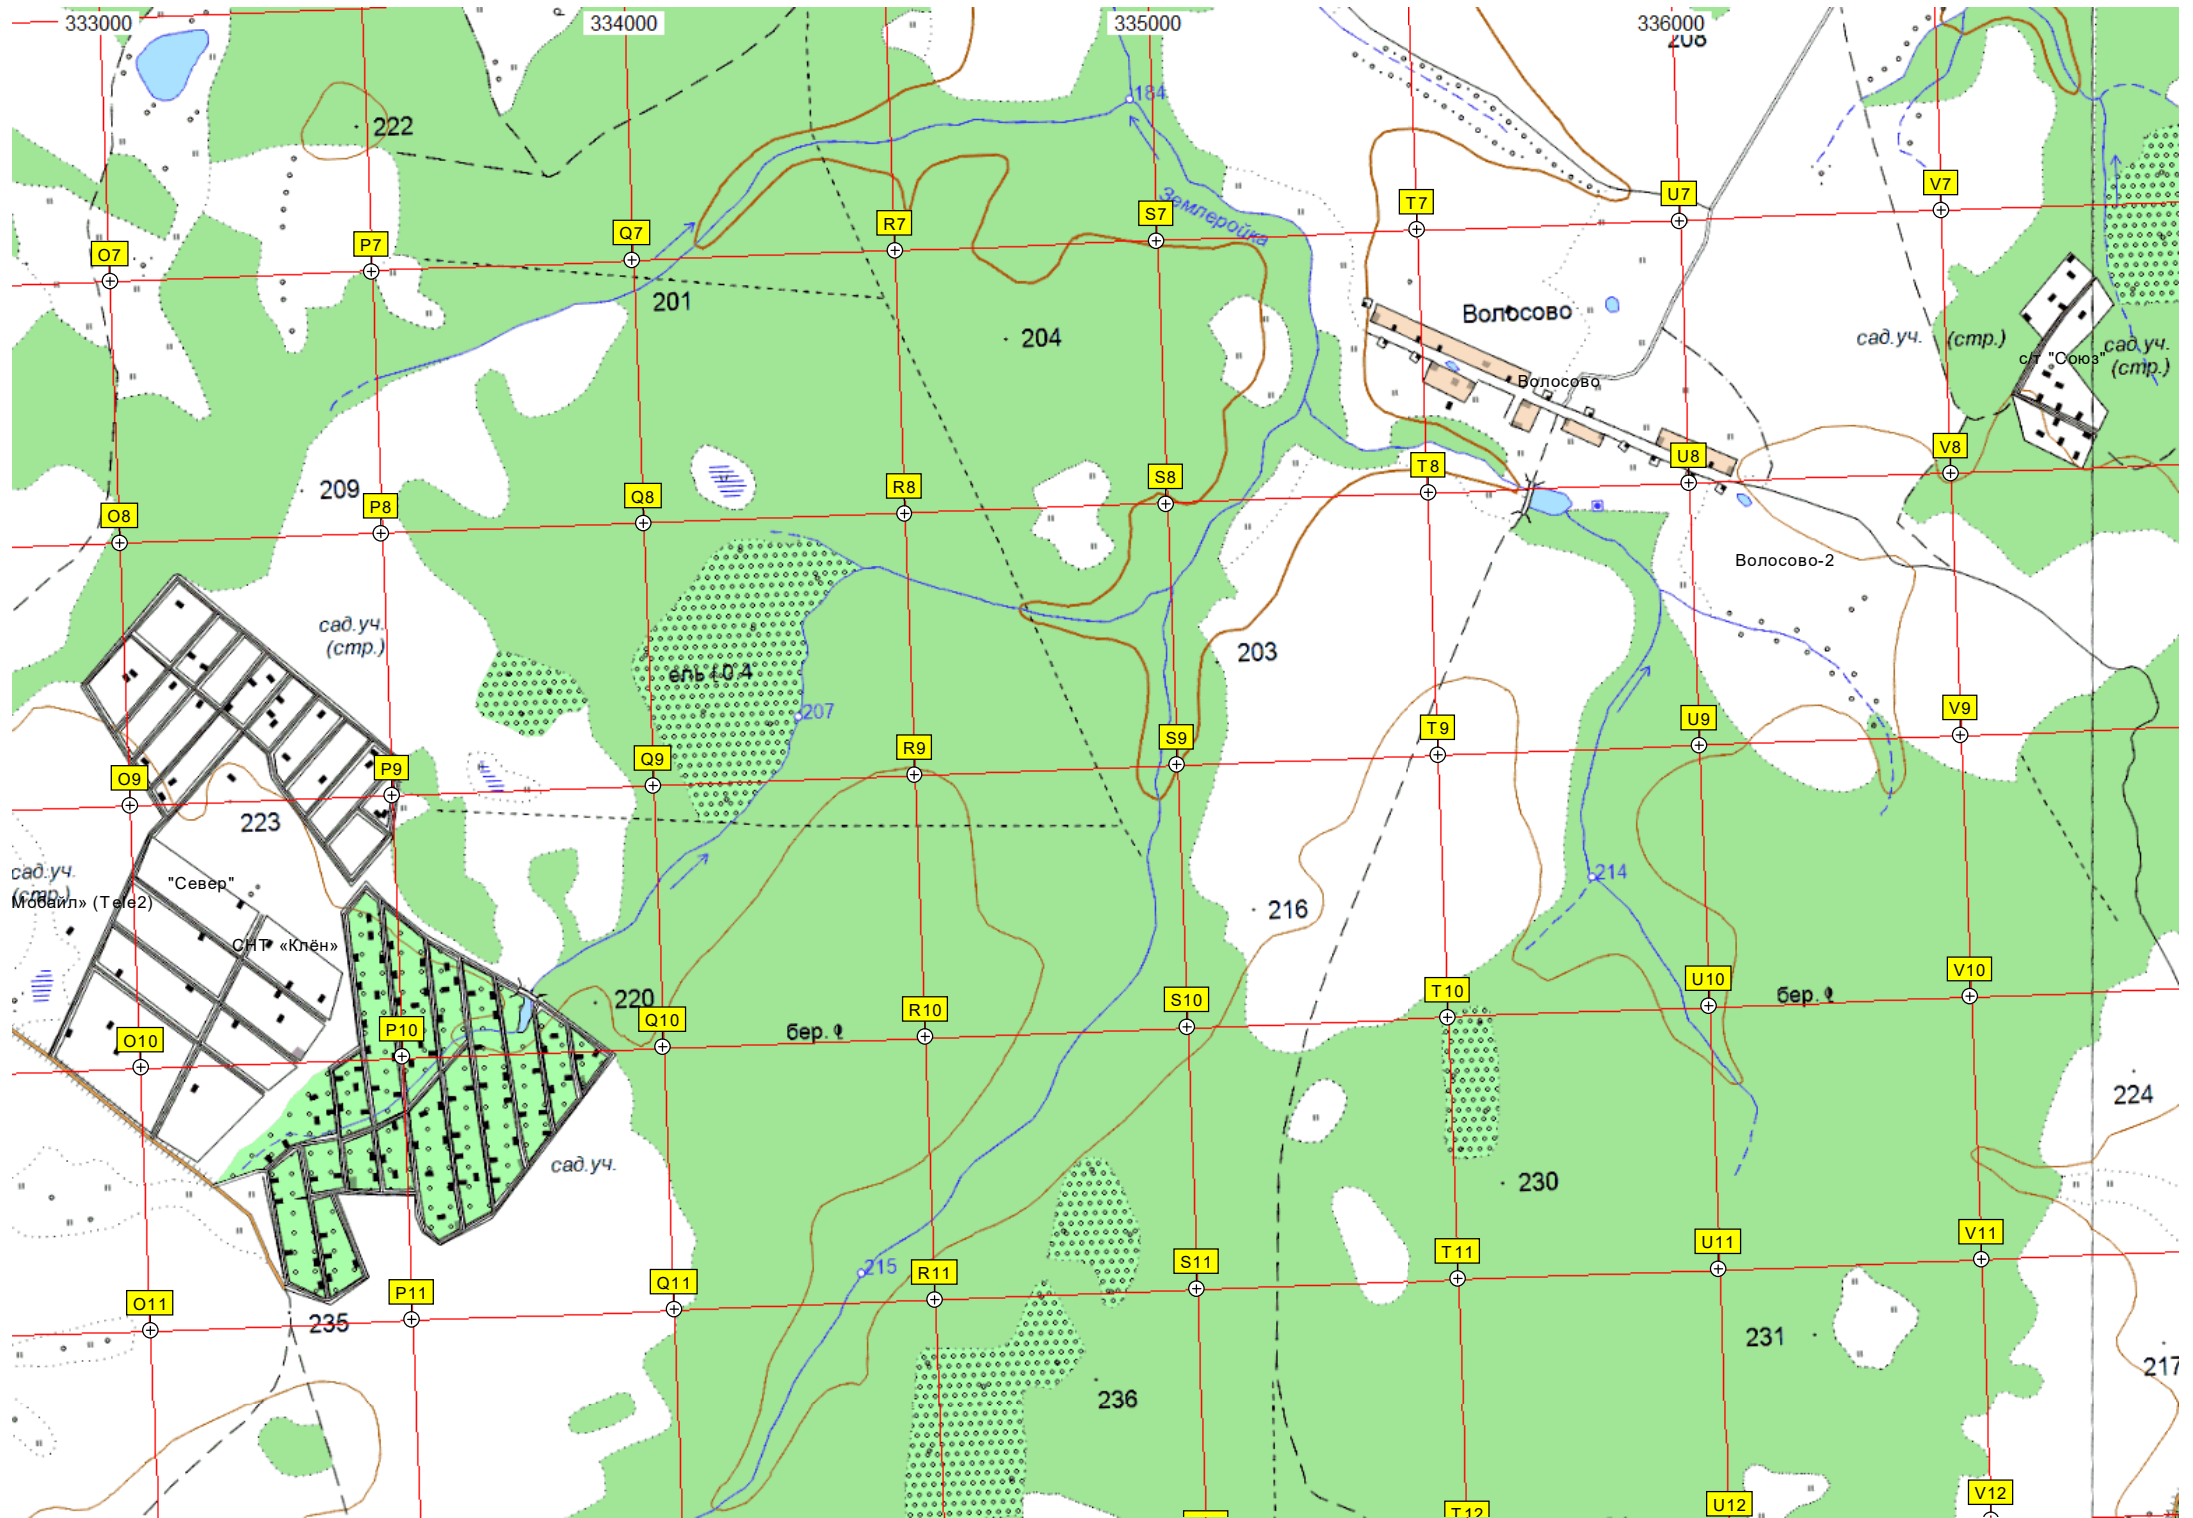 333000 334000 335000 336000
208
184
222
Землеройка
O7 P7 Q7 R7 S7 T7 U7 V7
201
204
Волосово
Волосово
сад.уч. (стр.)
с/т "Союз"
сад.уч.
(стр.)
209
O8 P8 Q8 R8 S8 T8 U8 V8
Волосово-2
сад.уч.
(стр.)
203
ель 0.4
207
O9 P9 Q9 R9 S9 T9 U9 V9
223
сад.уч.
(стр.)
"Север"
Мобайл» (Tele2)
СНТ «Клён»
214
216
220
бер.
бер.
O10 P10 Q10 R10 S10 T10 U10 V10
224
сад.уч.
230
215
O11 P11 Q11 R11 S11 T11 U11 V11
235
231
217
236
T12 U12 V12